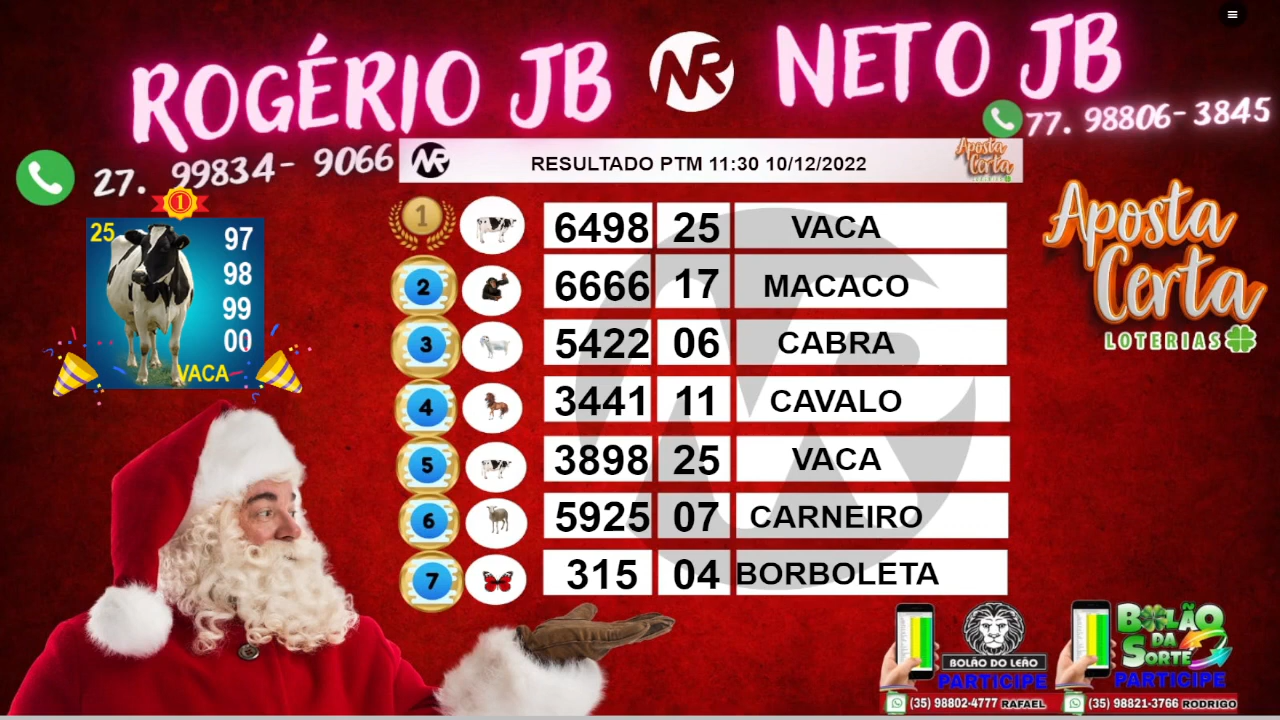 ROGÉRIO JB NR NETO JB
27. 99834- 9066
77. 98806-3845
NR RESULTADO PTM 11:30 10/12/2022 Aposta Certa
1
25
97
98
99
00
VACA
1 6498 25 VACA
2 6666 17 MACACO
3 5422 06 CABRA
4 3441 11 CAVALO
5 3898 25 VACA
6 5925 07 CARNEIRO
7 315 04 BORBOLETA
Aposta
Certa
LOTERIAS
BOLÃO DO LEÃO
PARTICIPE
(35) 98802-4777 RAFAEL
BOLÃO
DA
SORTE
PARTICIPE
(35) 98821-3766 RODRIGO